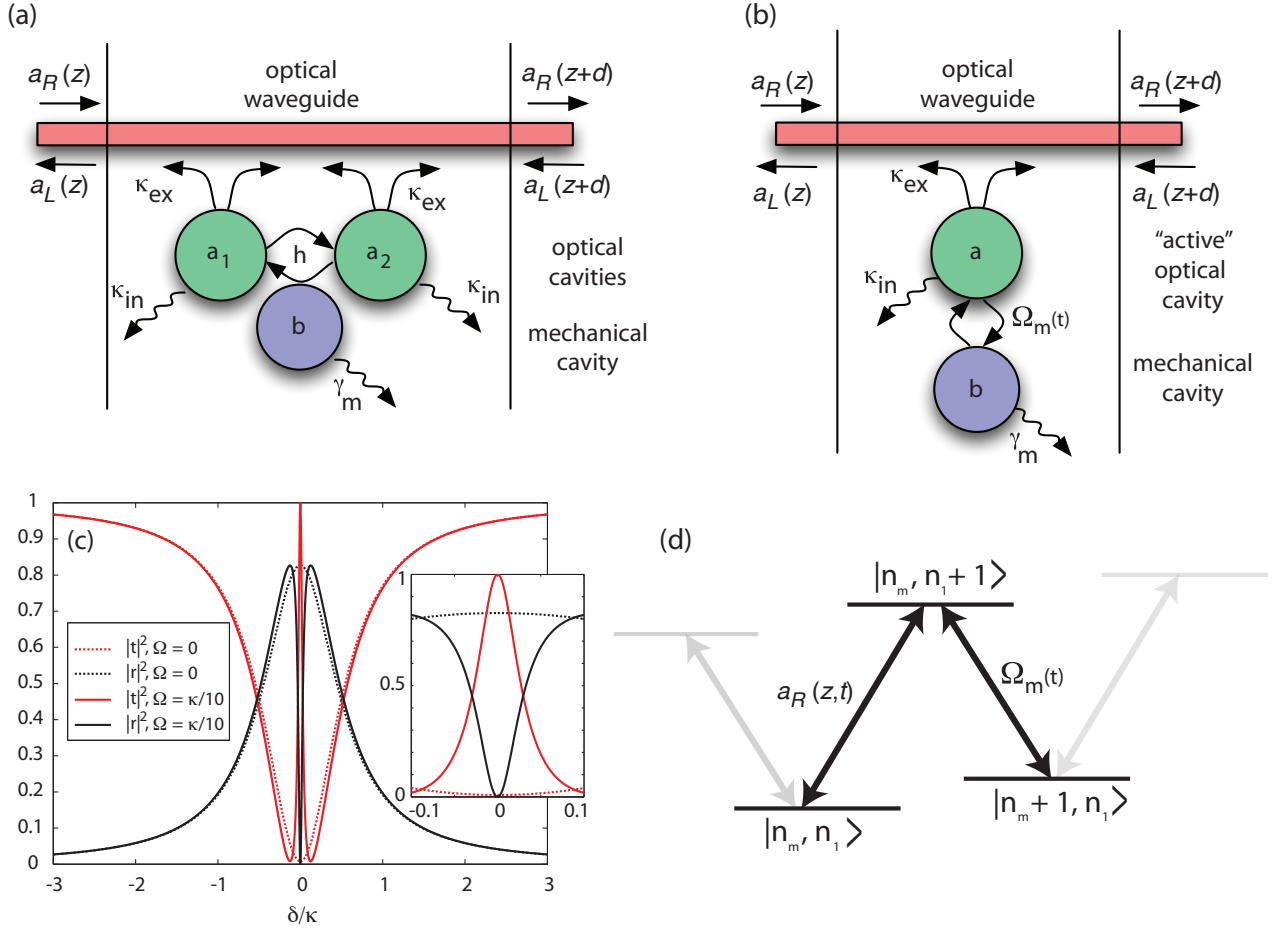 (a)
optical
waveguide
a_R (z)
a_R (z+d)
a_L (z)
a_L (z+d)
κ_ex
κ_ex
a_1
h
a_2
κ_in
κ_in
b
γ_m
optical
cavities
mechanical
cavity
(b)
optical
waveguide
a_R (z)
a_R (z+d)
a_L (z)
a_L (z+d)
κ_ex
a
κ_in
Ω_m(t)
b
γ_m
“active”
optical
cavity
mechanical
cavity
(c)
1
0.9
0.8
0.7
0.6
0.5
0.4
0.3
0.2
0.1
0
-3
-2
-1
0
1
2
3
δ/κ
|t|², Ω = 0
|r|², Ω = 0
|t|², Ω = κ/10
|r|², Ω = κ/10
1
0.5
0
-0.1
0
0.1
(d)
|n_m, n_1 + 1⟩
a_R (z,t)
Ω_m(t)
|n_m, n_1⟩
|n_m + 1, n_1⟩